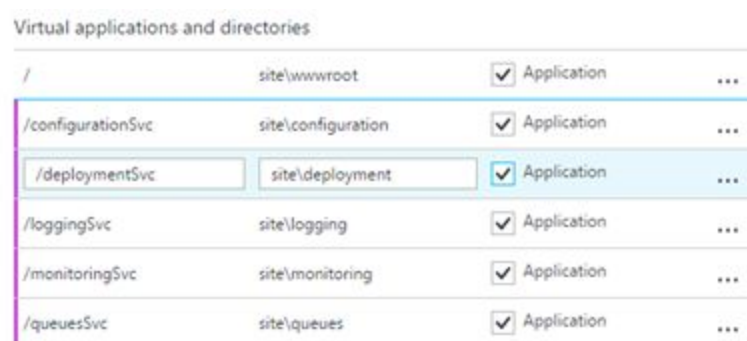 Virtual applications and directories
/ site\wwwroot Application ...
/configurationSvc site\configuration Application ...
/deploymentSvc site\deployment Application ...
/loggingSvc site\logging Application ...
/monitoringSvc site\monitoring Application ...
/queuesSvc site\queues Application ...